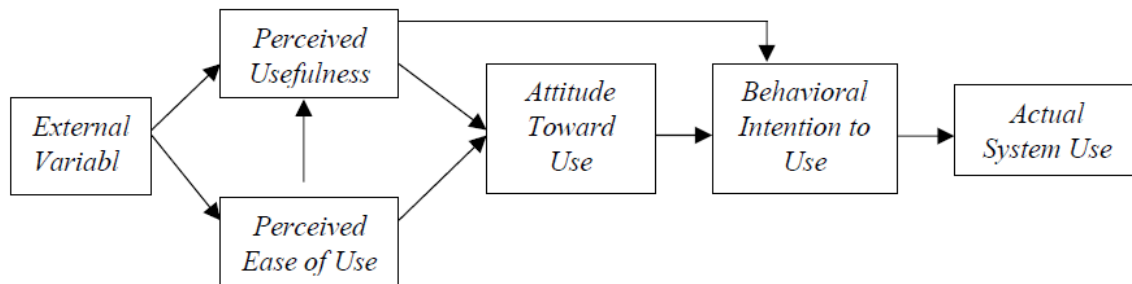 External
Variabl
Perceived
Usefulness
Perceived
Ease of Use
Attitude
Toward
Use
Behavioral
Intention to
Use
Actual
System Use